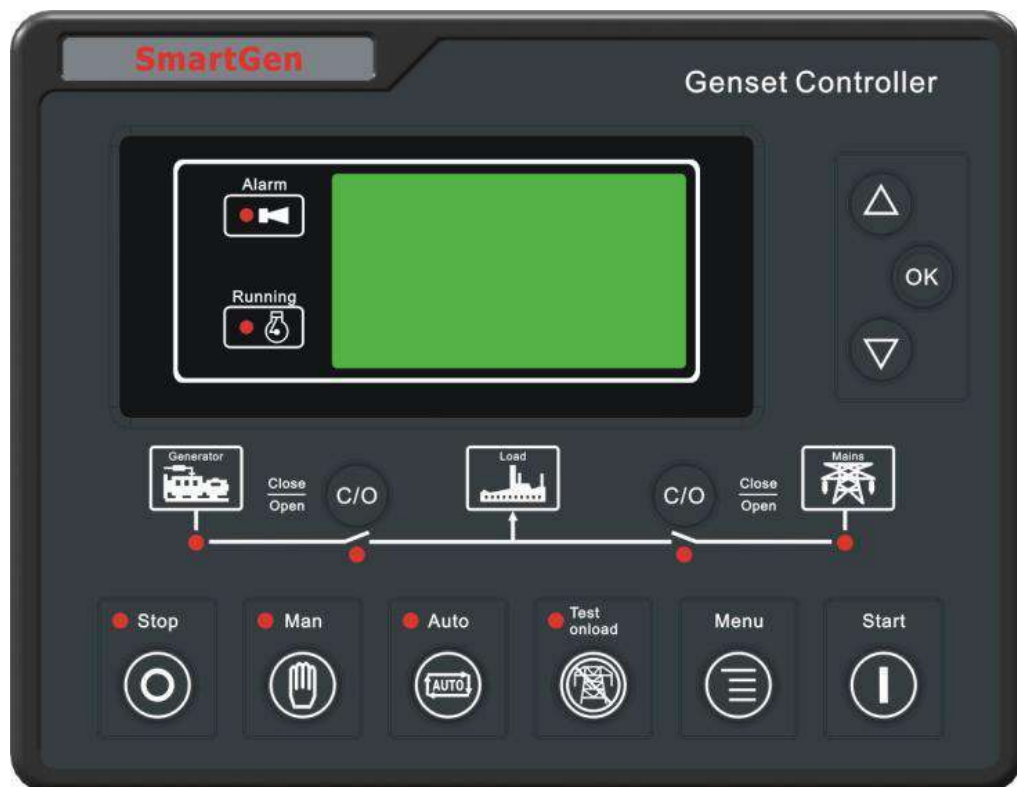 SmartGen
Genset Controller
Alarm
Running
OK
Generator
Close
Open
C/O
Load
C/O
Close
Open
Mains
Stop
Man
Auto
Test
onload
Menu
Start
AUTO